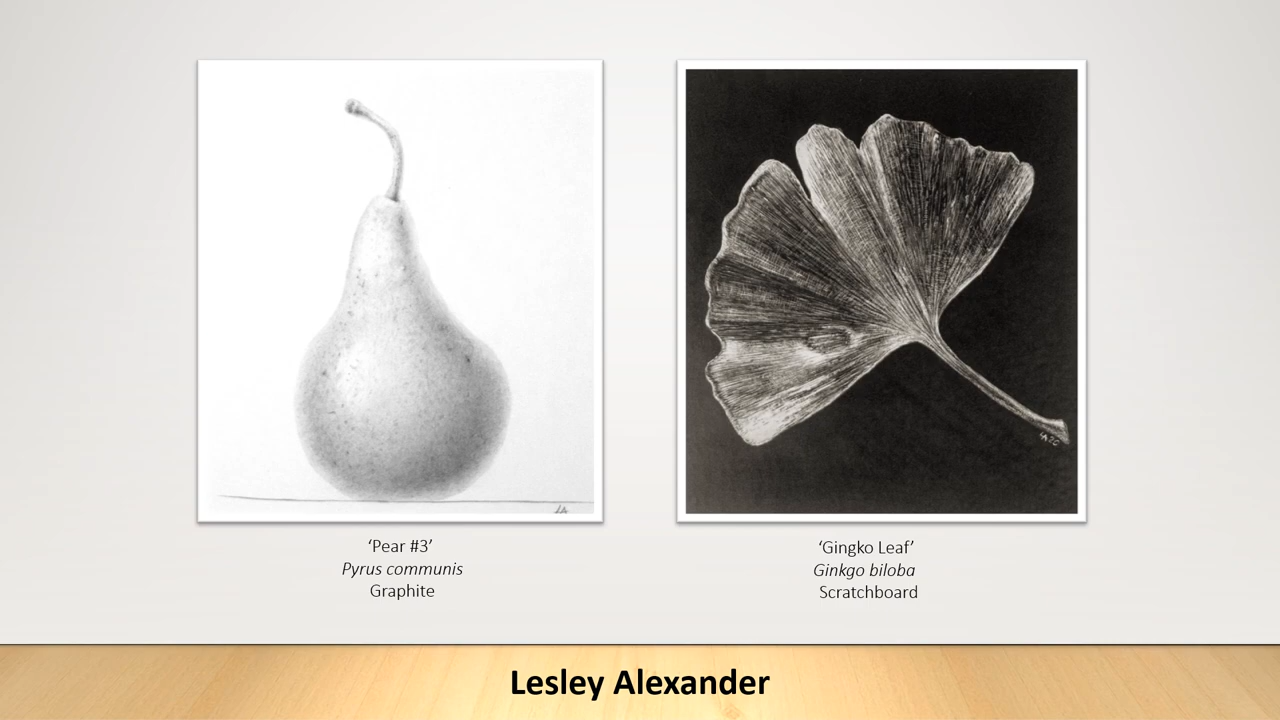 ‘Pear #3’
Pyrus communis
Graphite
‘Gingko Leaf’
Ginkgo biloba
Scratchboard
Lesley Alexander